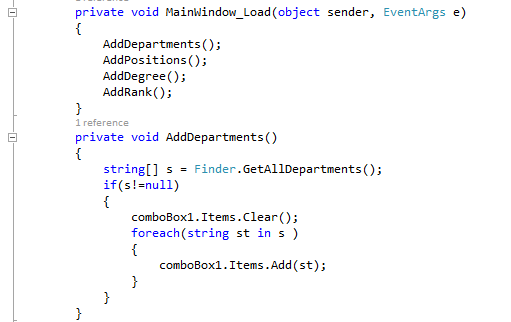 private void MainWindow_Load(object sender, EventArgs e)
{
AddDepartments();
AddPositions();
AddDegree();
AddRank();
}
1 reference
private void AddDepartments()
{
string[] s = Finder.GetAllDepartments();
if(s!=null)
{
comboBox1.Items.Clear();
foreach(string st in s )
{
comboBox1.Items.Add(st);
}
}
}